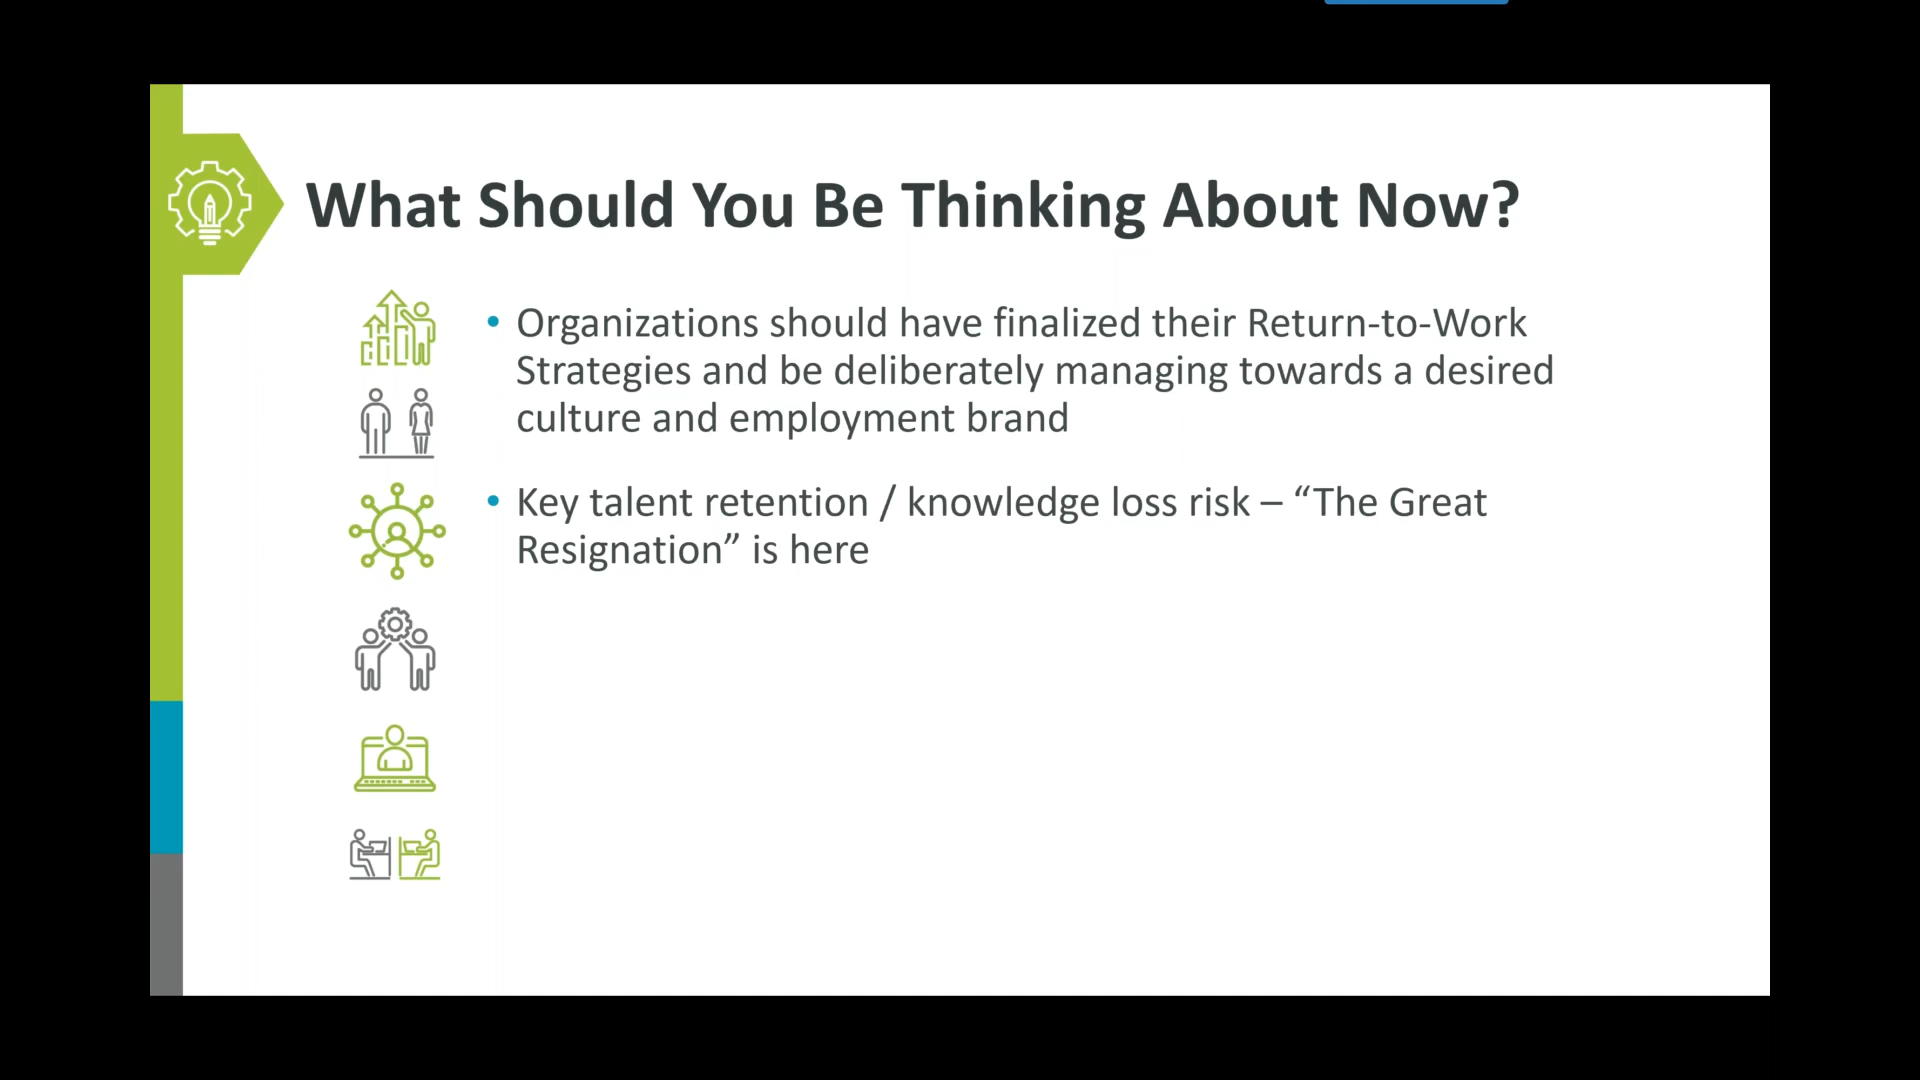 What Should You Be Thinking About Now?
• Organizations should have finalized their Return-to-Work
Strategies and be deliberately managing towards a desired
culture and employment brand
• Key talent retention / knowledge loss risk – “The Great
Resignation” is here